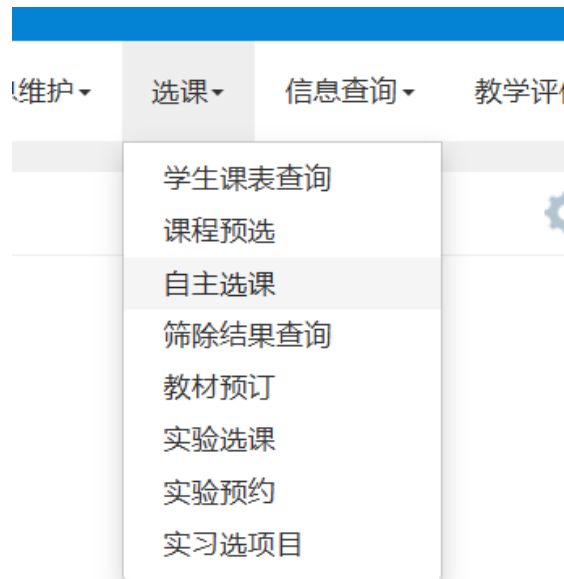 维护
选课
信息查询
教学评
学生课表查询
课程预选
自主选课
筛除结果查询
教材预订
实验选课
实验预约
实习选项目